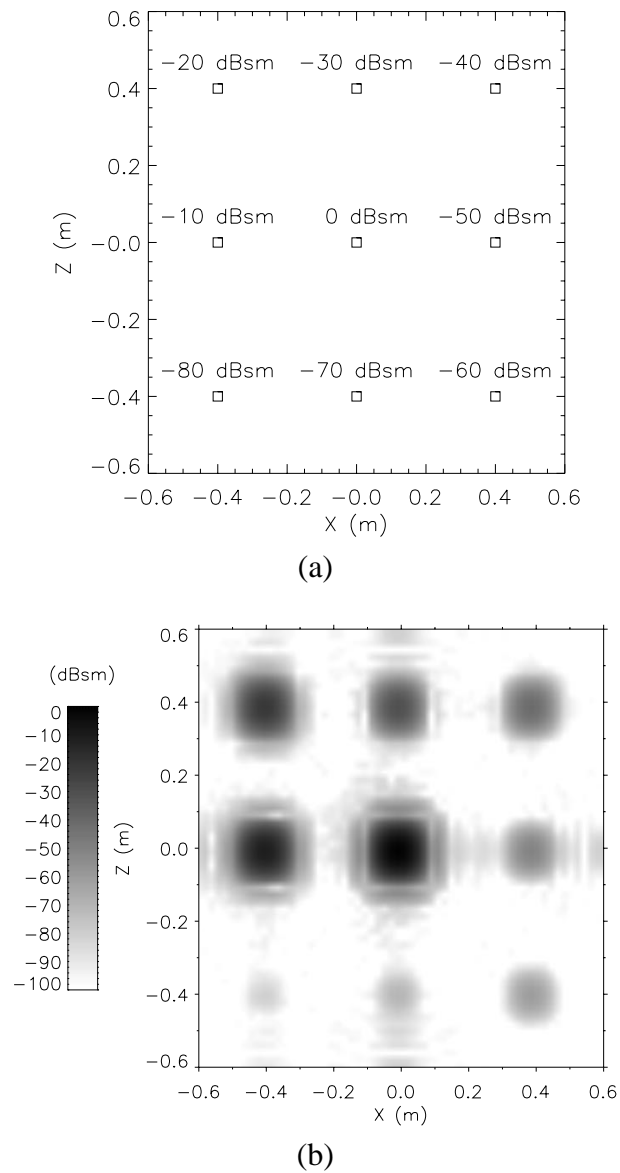 0.6
−20 dBsm −30 dBsm −40 dBsm
0.4
0.2
−10 dBsm 0 dBsm −50 dBsm
−0.0
Z (m)
−0.2
−80 dBsm −70 dBsm −60 dBsm
−0.4
−0.6
−0.6 −0.4 −0.2 −0.0 0.2 0.4 0.6
X (m)
(a)
(dBsm)
0
−10
−20
−30
−40
−50
−60
−70
−80
−90
−100
0.6
0.4
0.2
0.0
Z (m)
−0.2
−0.4
−0.6
−0.6 −0.4 −0.2 0.0 0.2 0.4 0.6
X (m)
(b)